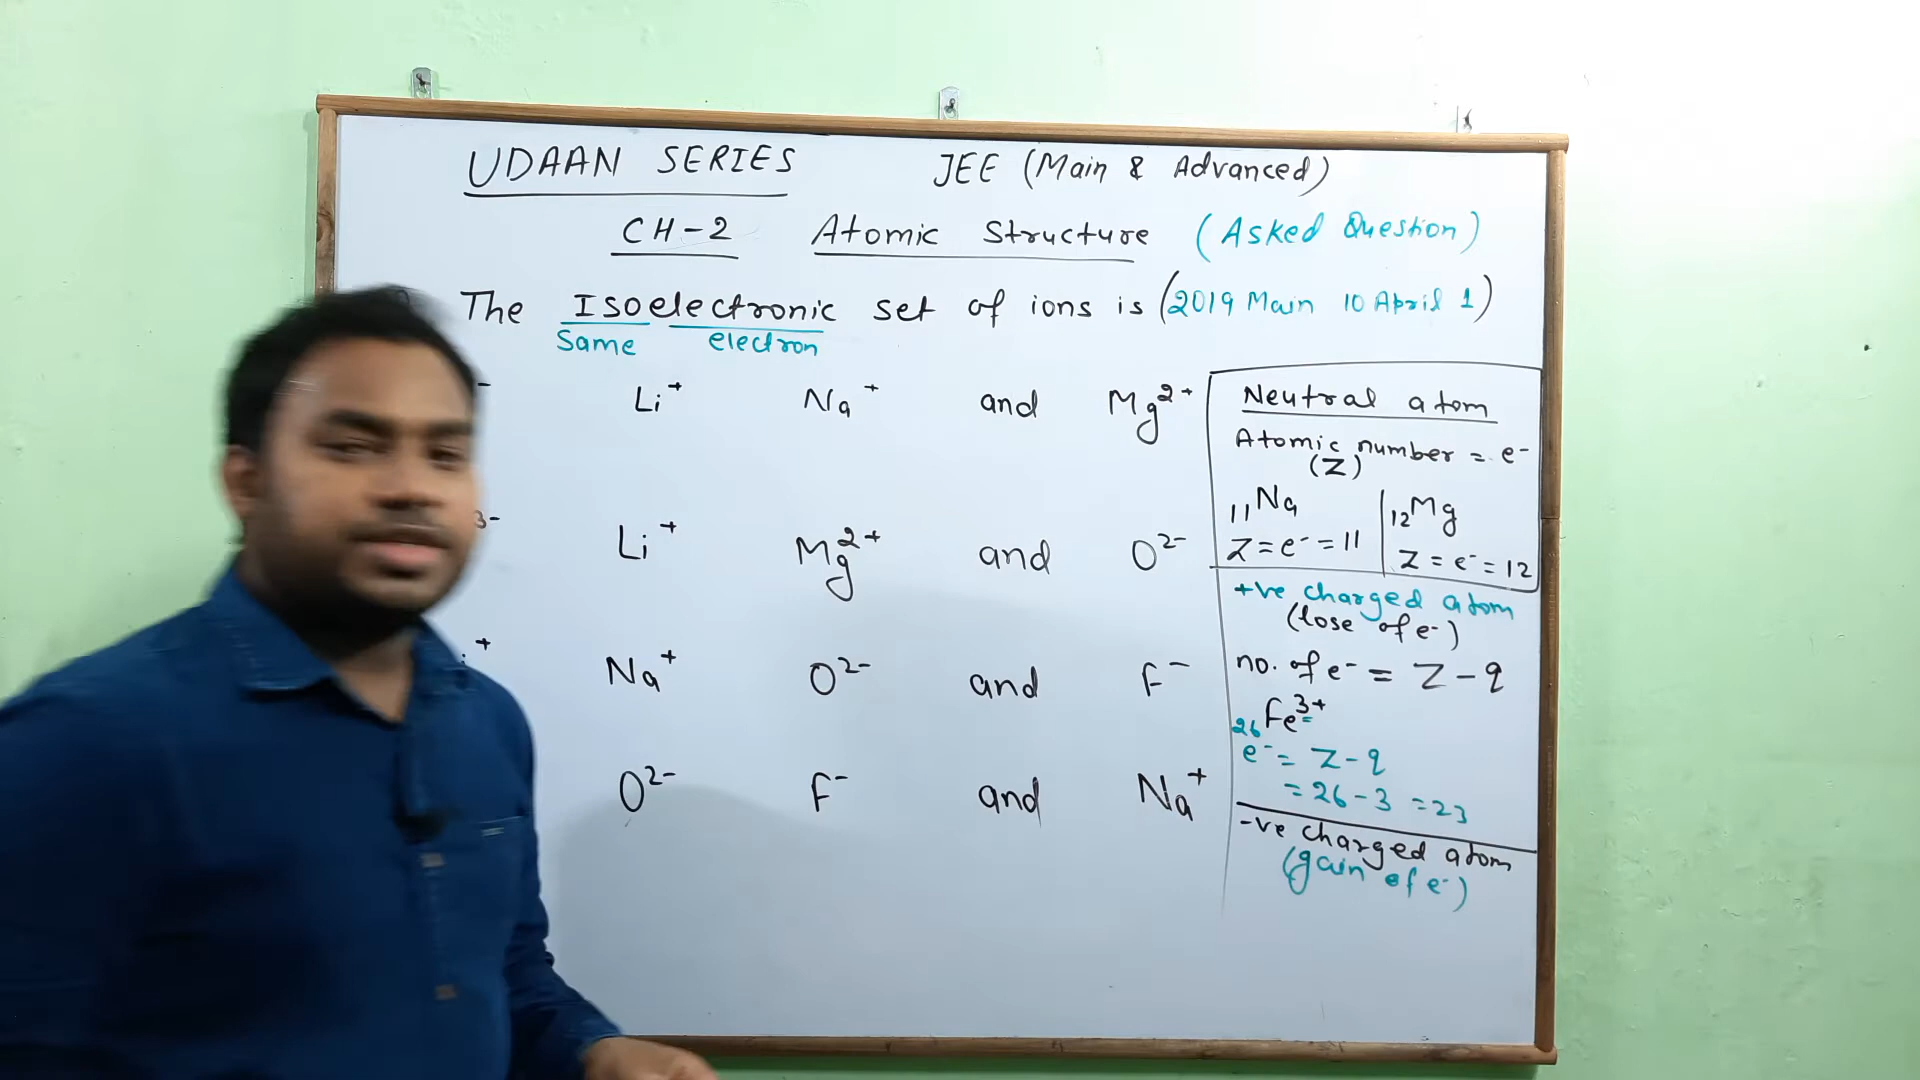 UDAAN SERIES JEE (Main & Advanced)
CH-2 Atomic Structure (Asked Question)
The Isoelectronic set of ions is (2019 Main 10 April 1)
Same electron
- Li⁺ Na⁺ and Mg²⁺
3- Li⁺ Mg²⁺ and O²⁻
+ Na⁺ O²⁻ and F⁻
O²⁻ F⁻ and Na⁺
Neutral atom
Atomic number = e⁻
(Z)
₁₁Na ₁₂Mg
Z = e⁻ = 11 Z = e⁻ = 12
+ve charged atom
(lose of e⁻)
no. of e⁻ = Z - q
₂₆Fe³⁺
e⁻ = Z - q
= 26 - 3 = 23
-ve charged atom
(gain of e⁻)